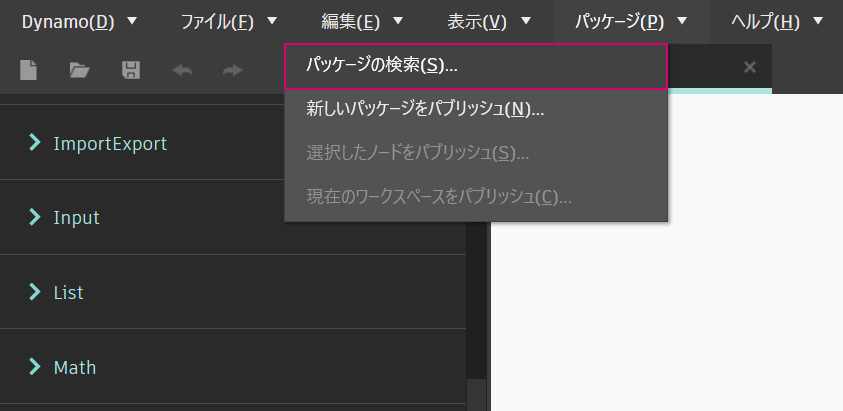 Dynamo(D) ファイル(F) 編集(E) 表示(V) パッケージ(P) ヘルプ(H)
パッケージの検索(S)...
新しいパッケージをパブリッシュ(N)...
選択したノードをパブリッシュ(S)...
現在のワークスペースをパブリッシュ(C)...
ImportExport
Input
List
Math